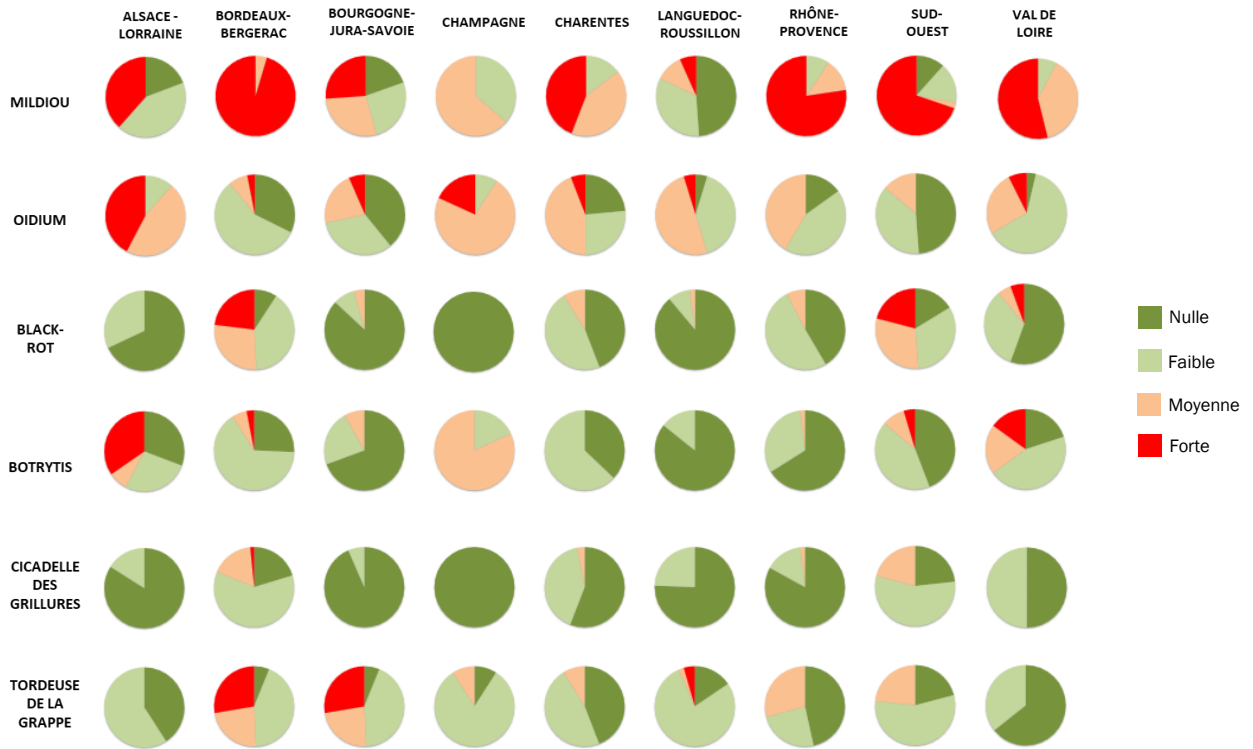 ALSACE -
LORRAINE
BORDEAUX-
BERGERAC
BOURGOGNE-
JURA-SAVOIE
CHAMPAGNE
CHARENTES
LANGUEDOC-
ROUSSILLON
RHÔNE-
PROVENCE
SUD-
OUEST
VAL DE
LOIRE
MILDIOU
OIDIUM
BLACK-
ROT
BOTRYTIS
CICADELLE
DES
GRILLURES
TORDEUSE
DE LA
GRAPPE
Nulle
Faible
Moyenne
Forte